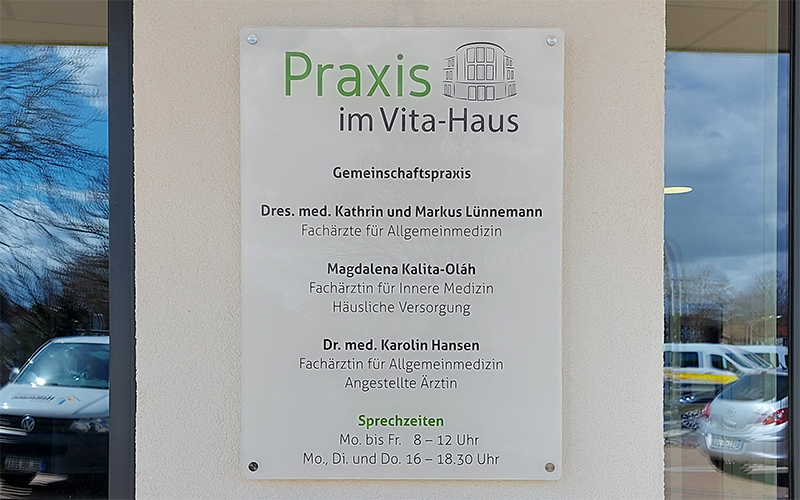 Praxis
im Vita-Haus
Gemeinschaftspraxis
Dres. med. Kathrin und Markus Lünnemann
Fachärzte für Allgemeinmedizin
Magdalena Kalita-Oláh
Fachärztin für Innere Medizin
Häusliche Versorgung
Dr. med. Karolin Hansen
Fachärztin für Allgemeinmedizin
Angestellte Ärztin
Sprechzeiten
Mo. bis Fr. 8 – 12 Uhr
Mo., Di. und Do. 16 – 18.30 Uhr